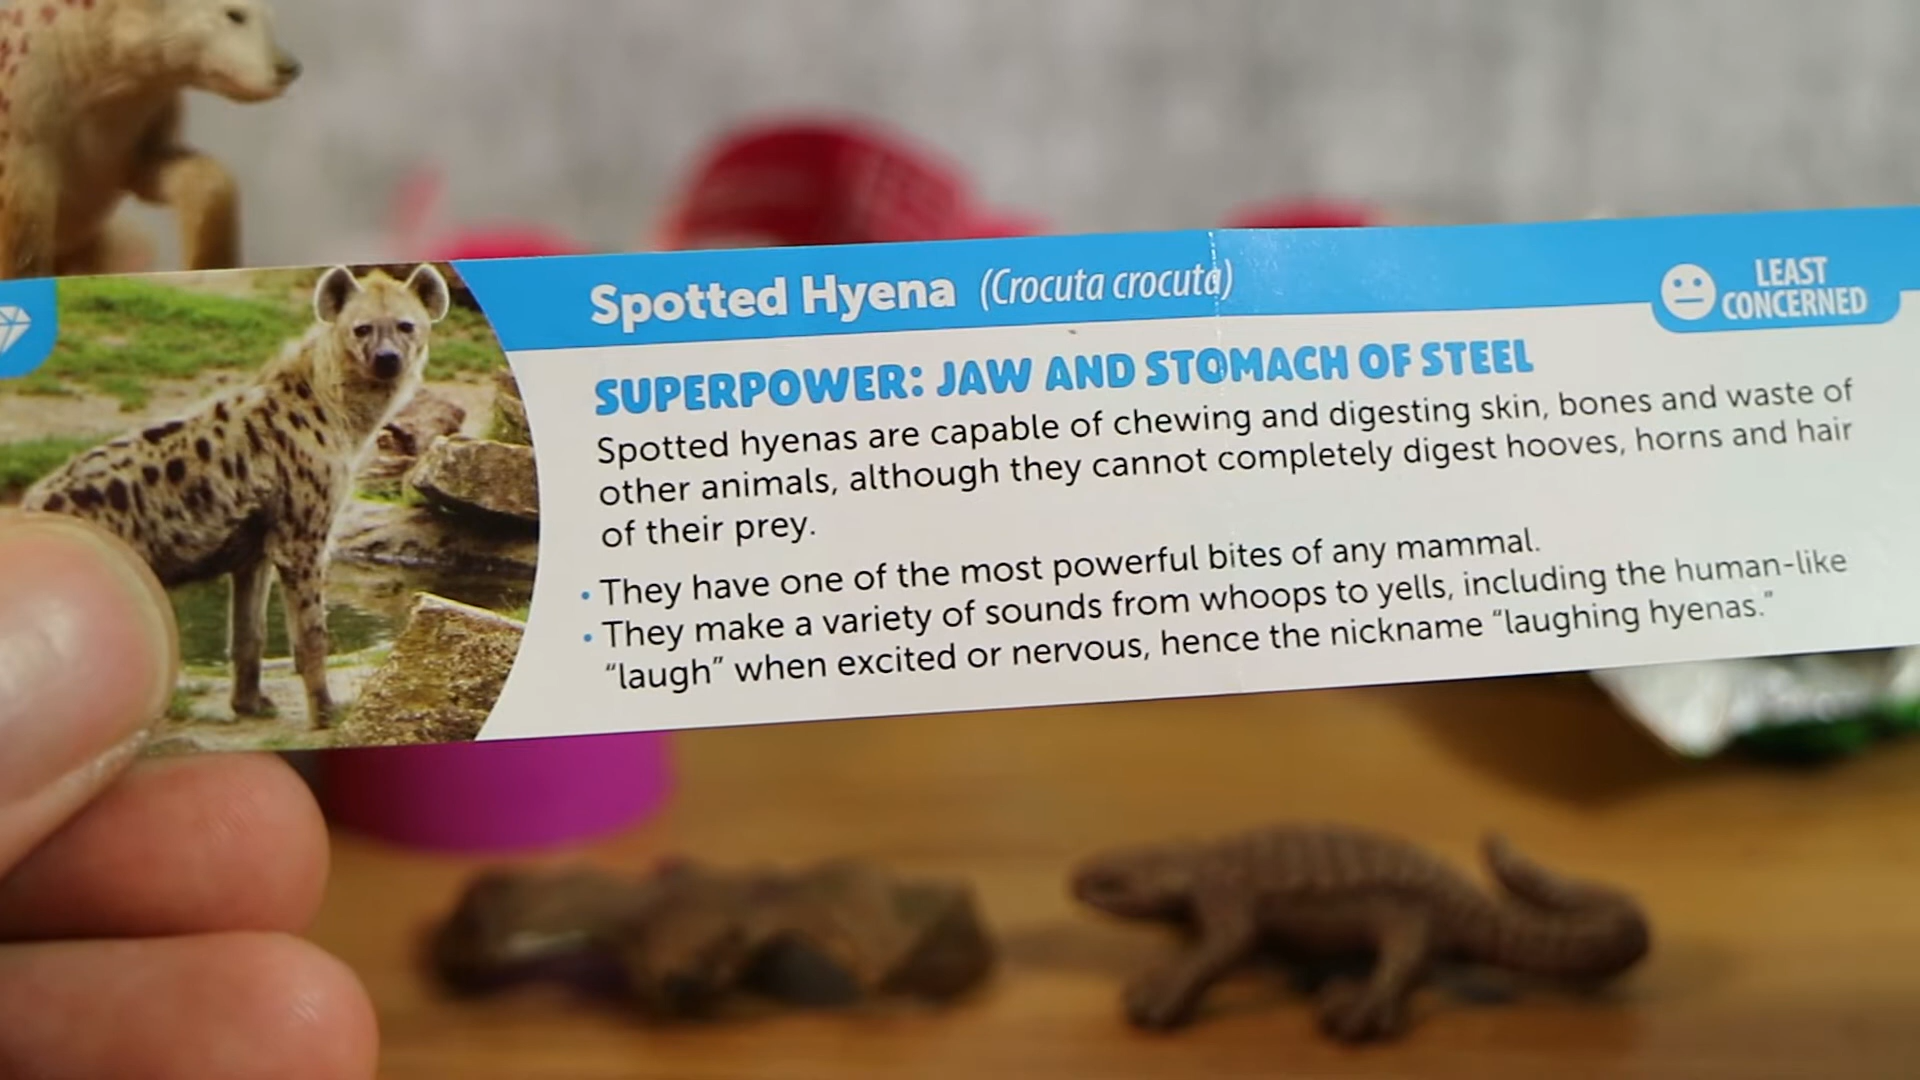 Spotted Hyena (Crocuta crocuta)
LEAST
CONCERNED
SUPERPOWER: JAW AND STOMACH OF STEEL
Spotted hyenas are capable of chewing and digesting skin, bones and waste of
other animals, although they cannot completely digest hooves, horns and hair
of their prey.
• They have one of the most powerful bites of any mammal.
• They make a variety of sounds from whoops to yells, including the human-like
“laugh” when excited or nervous, hence the nickname “laughing hyenas.”